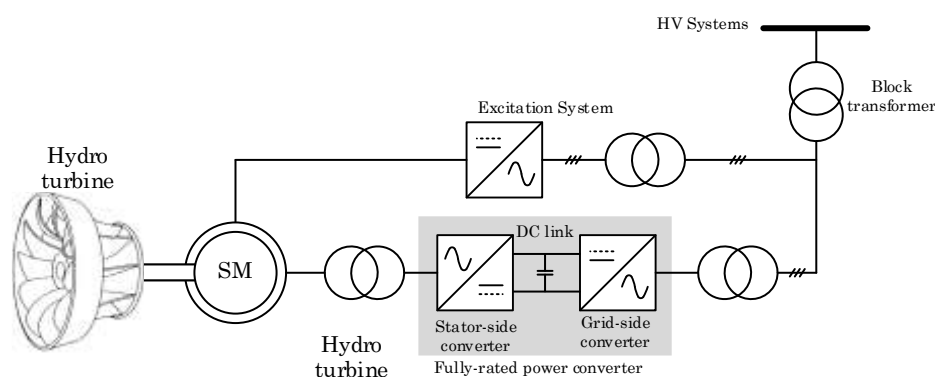 HV Systems
Block
transformer
Excitation System
Hydro
turbine
SM
DC link
Stator-side
converter
Grid-side
converter
Hydro
turbine
Fully-rated power converter